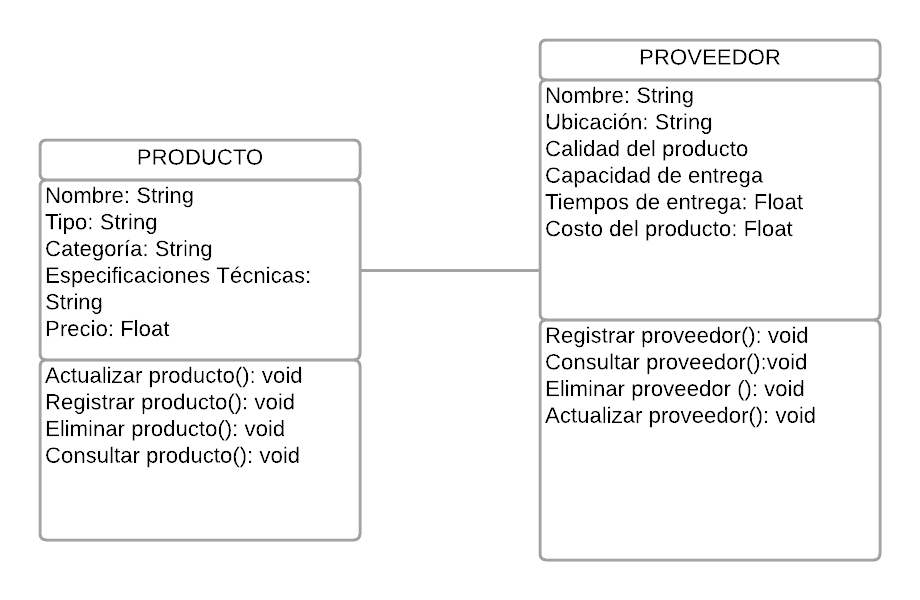 PRODUCTO
Nombre: String
Tipo: String
Categoría: String
Especificaciones Técnicas:
String
Precio: Float
Actualizar producto(): void
Registrar producto(): void
Eliminar producto(): void
Consultar producto(): void
PROVEEDOR
Nombre: String
Ubicación: String
Calidad del producto
Capacidad de entrega
Tiempos de entrega: Float
Costo del producto: Float
Registrar proveedor(): void
Consultar proveedor():void
Eliminar proveedor (): void
Actualizar proveedor(): void